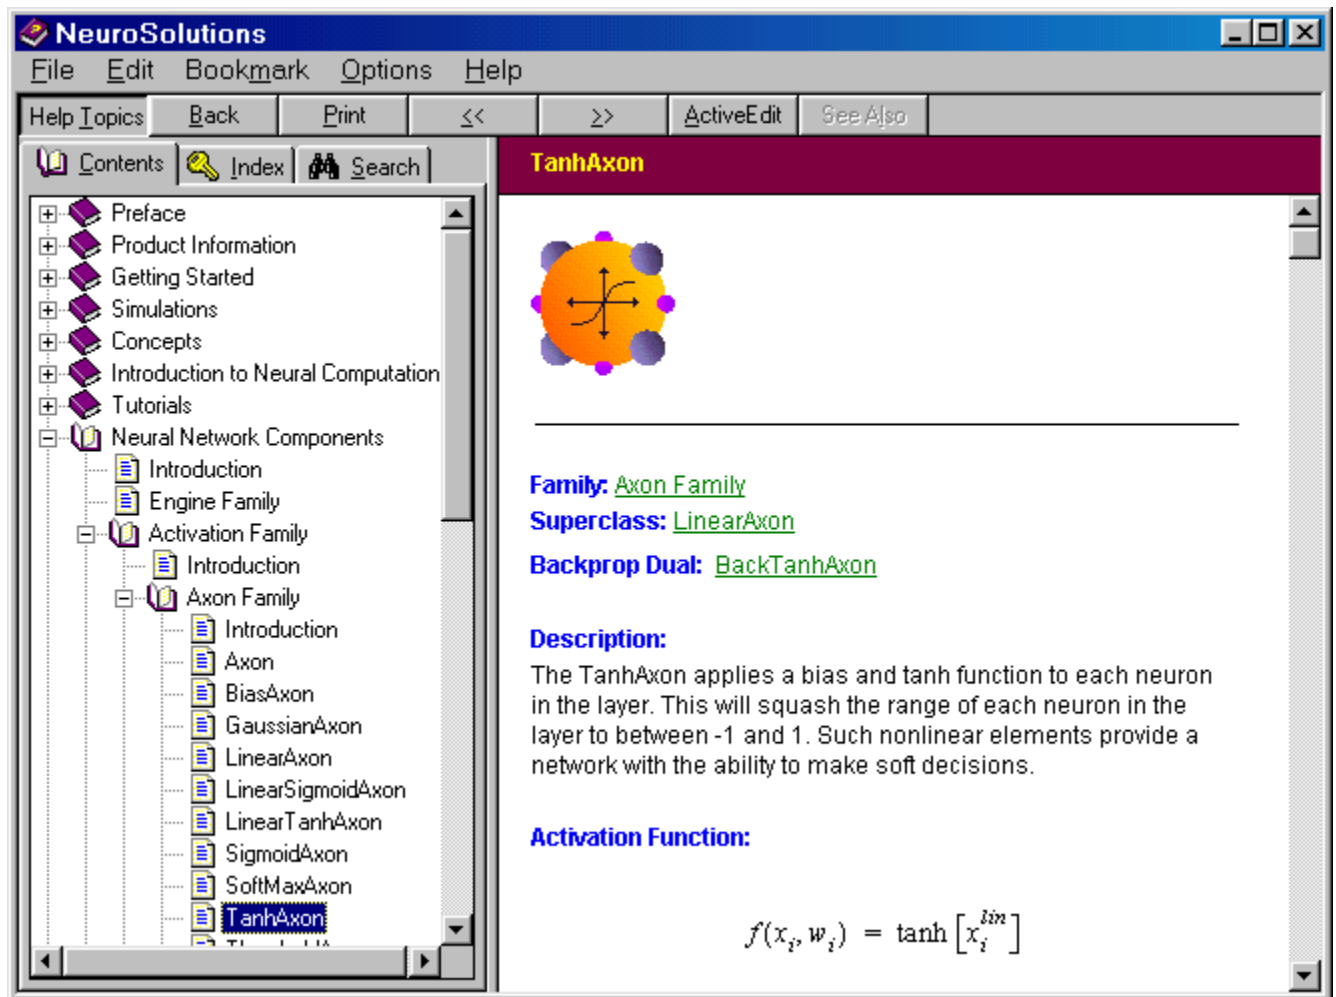 NeuroSolutions
File Edit Bookmark Options Help
Help Topics Back Print << >> ActiveEdit See Also
Contents Index Search
Preface
Product Information
Getting Started
Simulations
Concepts
Introduction to Neural Computation
Tutorials
Neural Network Components
Introduction
Engine Family
Activation Family
Introduction
Axon Family
Introduction
Axon
BiasAxon
GaussianAxon
LinearAxon
LinearSigmoidAxon
LinearTanhAxon
SigmoidAxon
SoftMaxAxon
TanhAxon
TanhAxon
Family: Axon Family
Superclass: LinearAxon
Backprop Dual: BackTanhAxon
Description:
The TanhAxon applies a bias and tanh function to each neuron
in the layer. This will squash the range of each neuron in the
layer to between -1 and 1. Such nonlinear elements provide a
network with the ability to make soft decisions.
Activation Function:
f(x_i, w_i) = tanh [x_i^lin]